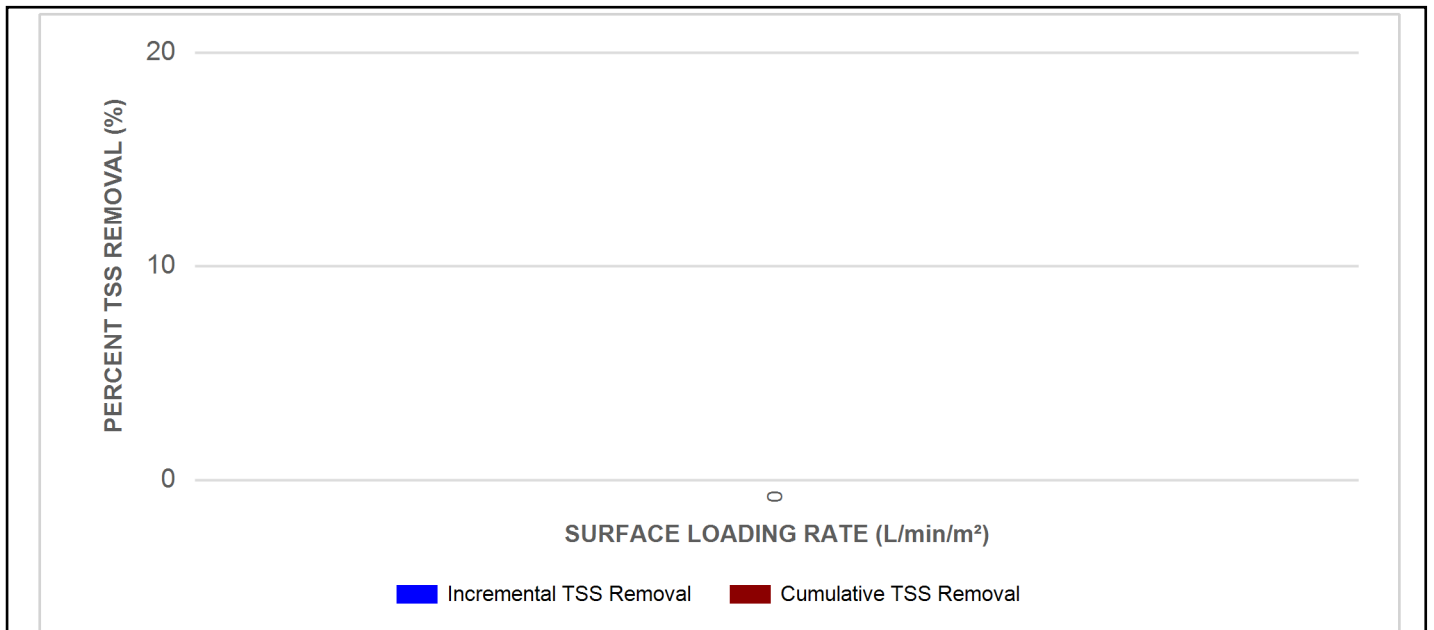 20
PERCENT TSS REMOVAL (%)
10
0
0
SURFACE LOADING RATE (L/min/m²)
Incremental TSS Removal
Cumulative TSS Removal